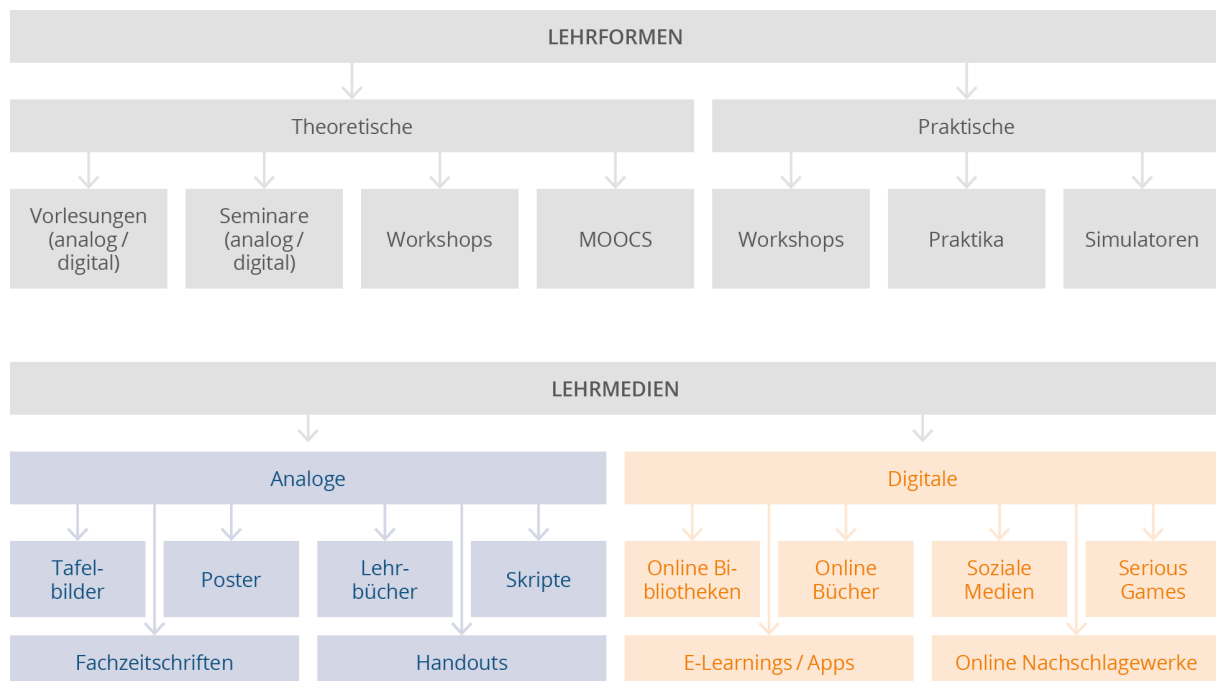 LEHRFORMEN
Theoretische
Praktische
Vorlesungen
(analog /
digital)
Seminare
(analog /
digital)
Workshops
MOOCS
Workshops
Praktika
Simulatoren
LEHRMEDIEN
Analoge
Digitale
Tafel-
bilder
Poster
Lehr-
bücher
Skripte
Online Bi-
bliotheken
Online
Bücher
Soziale
Medien
Serious
Games
Fachzeitschriften
Handouts
E-Learnings / Apps
Online Nachschlagewerke